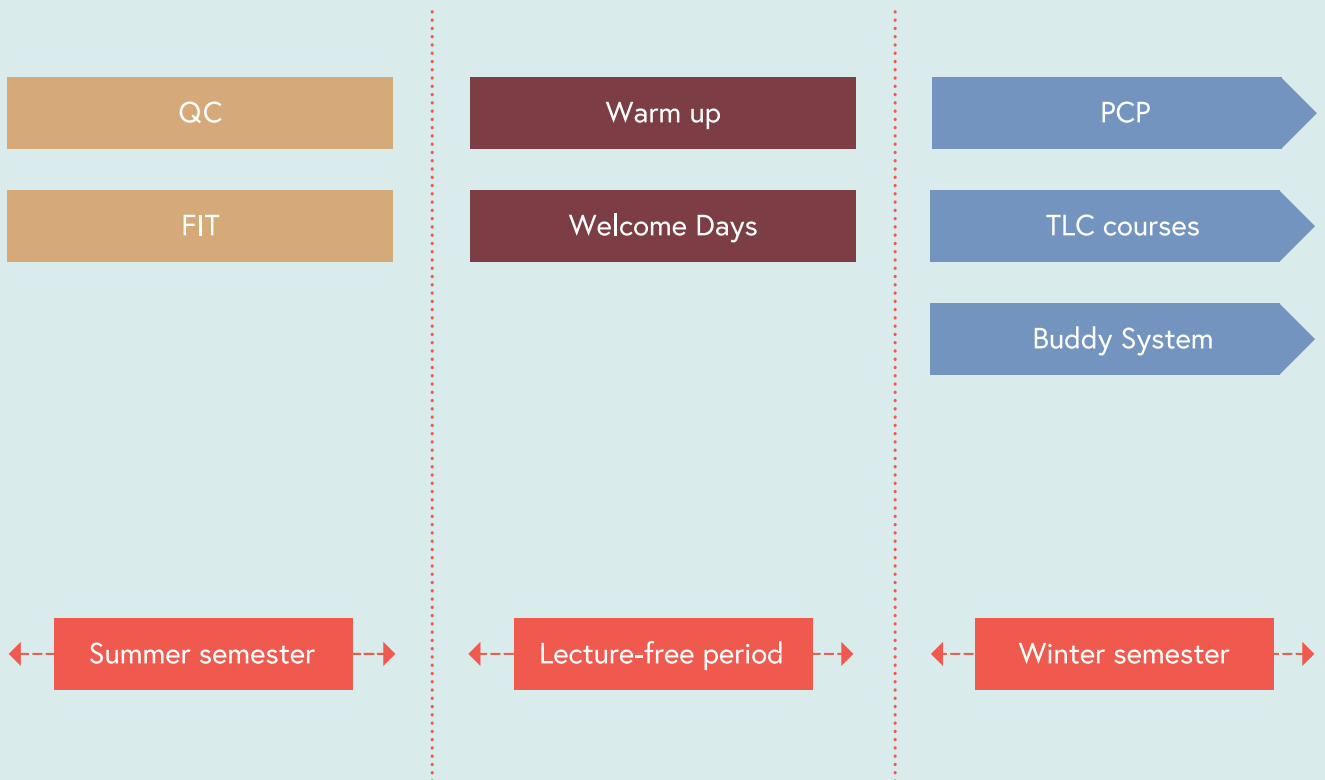 QC
FIT
Warm up
Welcome Days
PCP
TLC courses
Buddy System
Summer semester
Lecture-free period
Winter semester